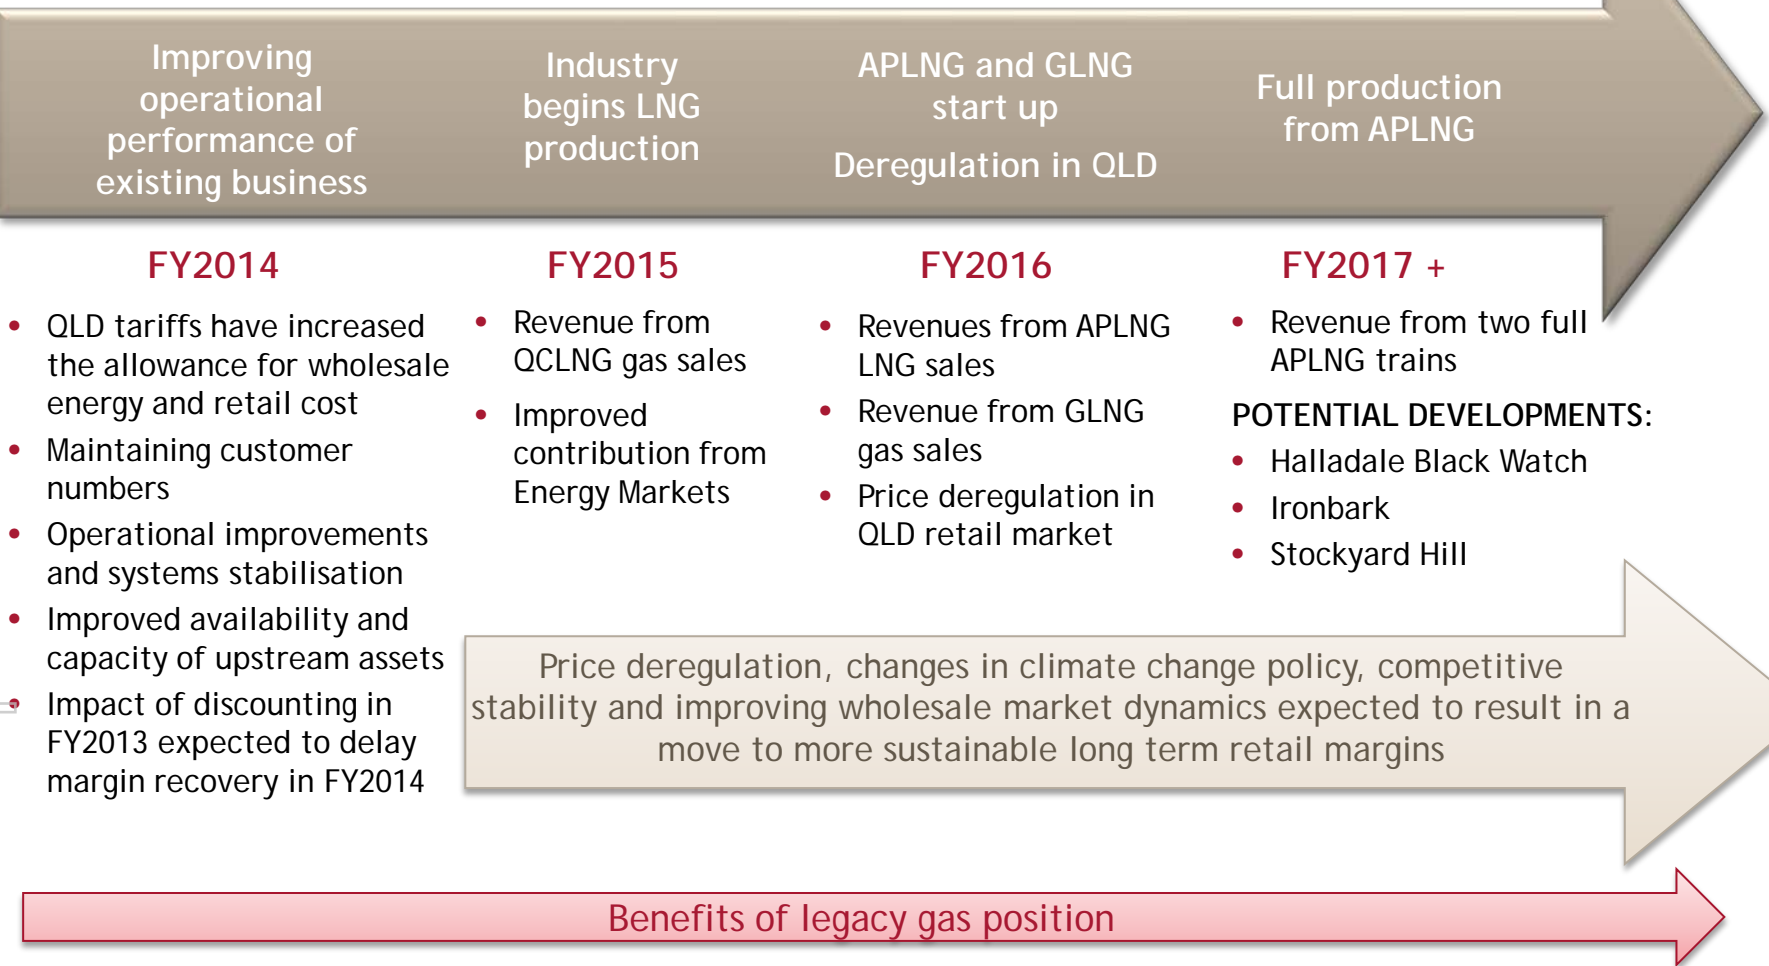 Improving
operational
performance of
existing business
Industry
begins LNG
production
APLNG and GLNG
start up
Deregulation in QLD
Full production
from APLNG
FY2014
• QLD tariffs have increased
the allowance for wholesale
energy and retail cost
• Maintaining customer
numbers
• Operational improvements
and systems stabilisation
• Improved availability and
capacity of upstream assets
• Impact of discounting in
FY2013 expected to delay
margin recovery in FY2014
FY2015
• Revenue from
QCLNG gas sales
• Improved
contribution from
Energy Markets
FY2016
• Revenues from APLNG
LNG sales
• Revenue from GLNG
gas sales
• Price deregulation in
QLD retail market
FY2017 +
• Revenue from two full
APLNG trains
POTENTIAL DEVELOPMENTS:
• Halladale Black Watch
• Ironbark
• Stockyard Hill
Price deregulation, changes in climate change policy, competitive
stability and improving wholesale market dynamics expected to result in a
move to more sustainable long term retail margins
Benefits of legacy gas position